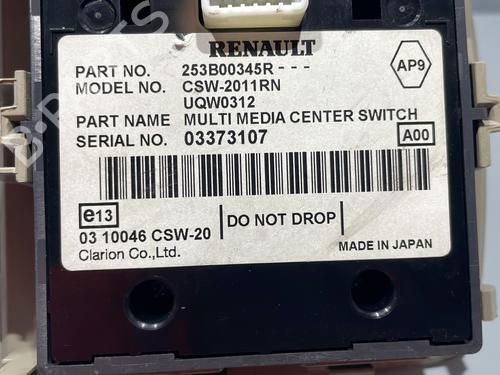 RENAULT
PART NO. 253B00345R - - -
AP9
MODEL NO. CSW-2011RN
UQW0312
PART NAME MULTI MEDIA CENTER SWITCH
SERIAL NO. 03373107
A00
e13
DO NOT DROP
03 10046 CSW-20
Clarion Co.,Ltd.
MADE IN JAPAN